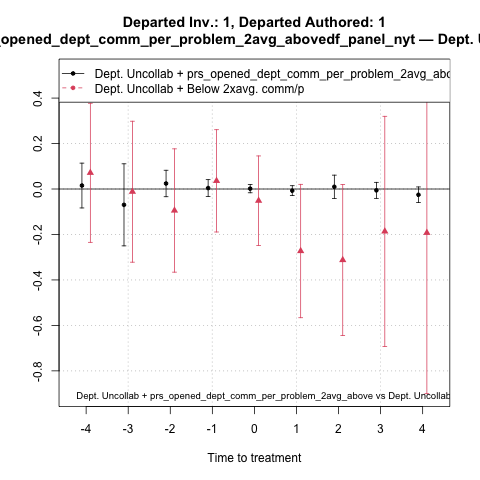 Departed Inv.: 1, Departed Authored: 1
_opened_dept_comm_per_problem_2avg_abovedf_panel_nyt — Dept.
Dept. Uncollab + prs_opened_dept_comm_per_problem_2avg_abo
Dept. Uncollab + Below 2xavg. comm/p
0.4
0.2
0.0
-0.2
-0.4
-0.6
-0.8
Dept. Uncollab + prs_opened_dept_comm_per_problem_2avg_above vs Dept. Uncollab
-4 -3 -2 -1 0 1 2 3 4
Time to treatment